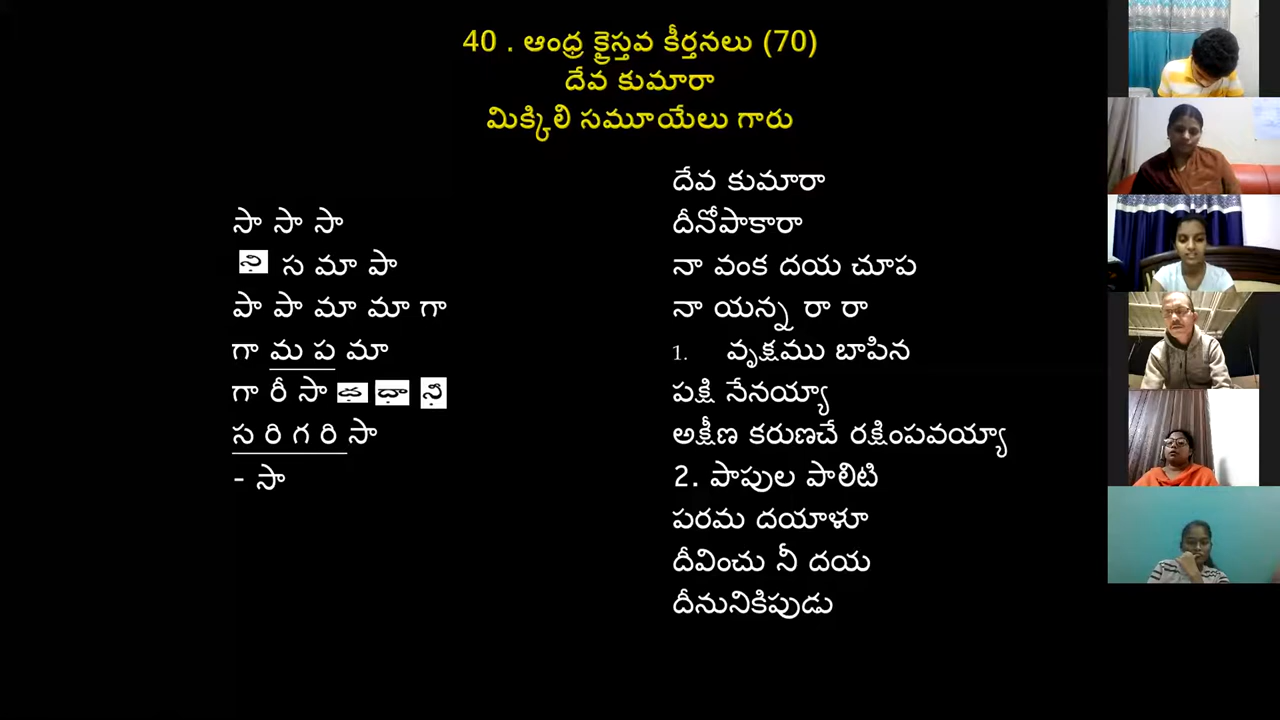 40 . ఆంధ్ర క్రైస్తవ కీర్తనలు (70)
దేవ కుమారా
మిక్కిలి సమూయేలు గారు
సా సా సా
ని స మా పా
పా పా మా మా గా
గా మ ప మా
గా రీ సా డ ధా నీ
స రి గ రి సా
- సా
దేవ కుమారా
దీనోపాకారా
నా వంక దయ చూప
నా యన్న రా రా
1. వృక్షము బాపిన
పక్షి నేనయ్యా
అక్షీణ కరుణచే రక్షింపవయ్యా
2. పాపుల పాలిటి
పరమ దయాళూ
దీవించు నీ దయ
దీనునికిపుడు